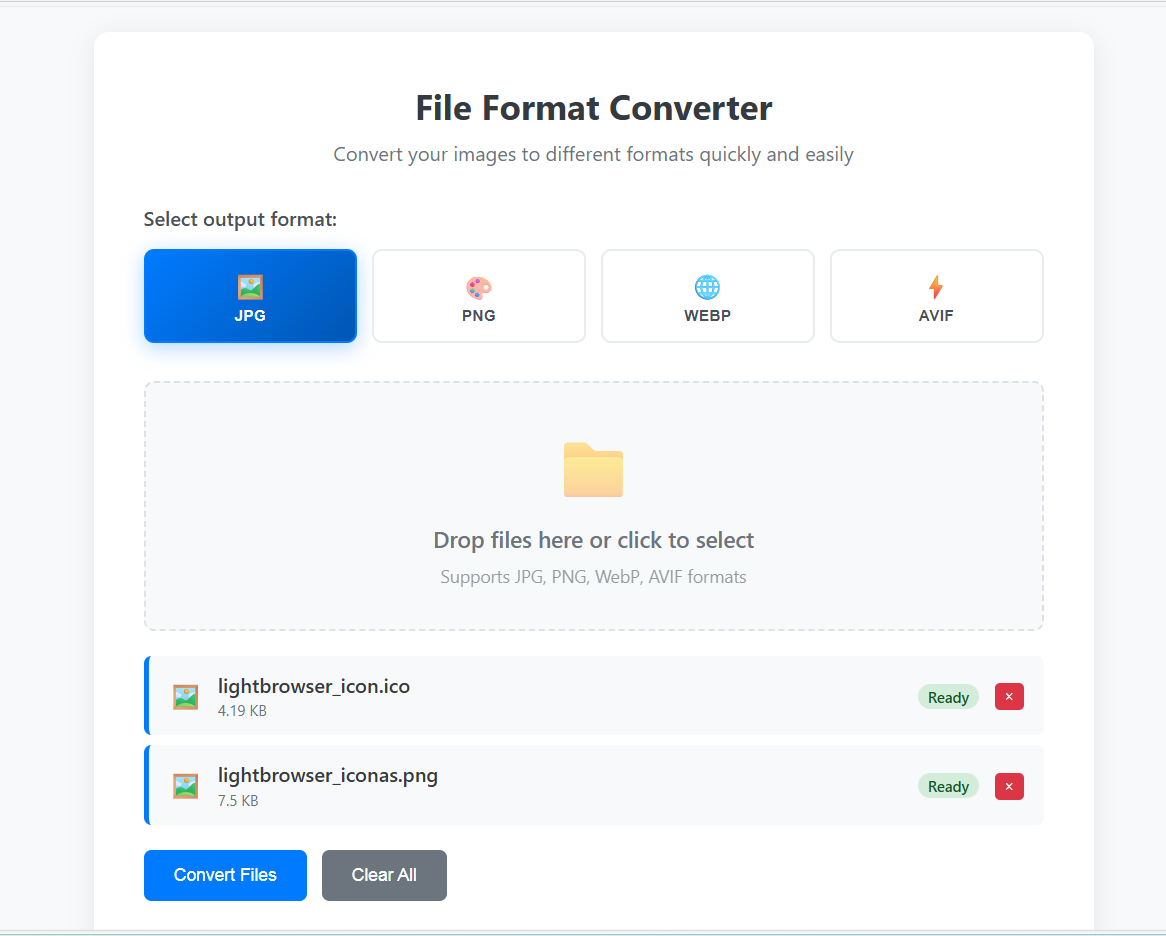 File Format Converter
Convert your images to different formats quickly and easily
Select output format:
JPG
PNG
WEBP
AVIF
Drop files here or click to select
Supports JPG, PNG, WebP, AVIF formats
lightbrowser_icon.ico
4.19 KB
Ready
×
lightbrowser_iconas.png
7.5 KB
Ready
×
Convert Files
Clear All